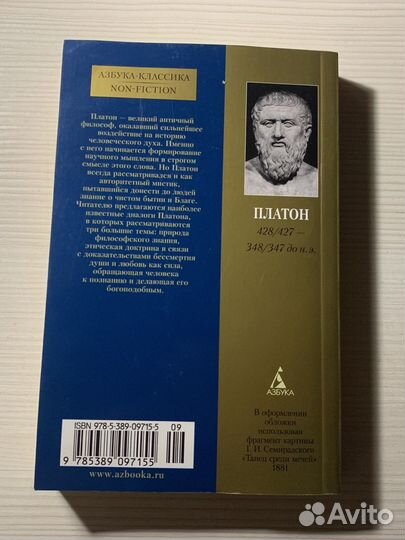 АЗБУКА-КЛАССИКА
NON-FICTION
Платон — великий античный
философ, оказавший сильнейшее
воздействие на историю
человеческого духа. Именно
с него начинается формирование
научного мышления в строгом
смысле этого слова. Но Платон
всегда рассматривался и как
авторитетный мистик,
пытавшийся донести до людей
знание о чистом бытии и Благе.
Читателю предлагаются наиболее
известные диалоги Платона,
в которых рассматриваются
три большие темы: природа
философского знания,
этическая доктрина в связи
с доказательствами бессмертия
души и любовь как сила,
обращающая человека
к познанию и делающая его
богоподобным.
ПЛАТОН
428/427 —
348/347 до н. э.
АЗБУКА
В оформлении
обложки
использован
фрагмент картины
Г. И. Семирадского
«Танец среди мечей»
1881
ISBN 978-5-389-09715-5
09
9 785389 097155
www.azbooka.ru
Avito